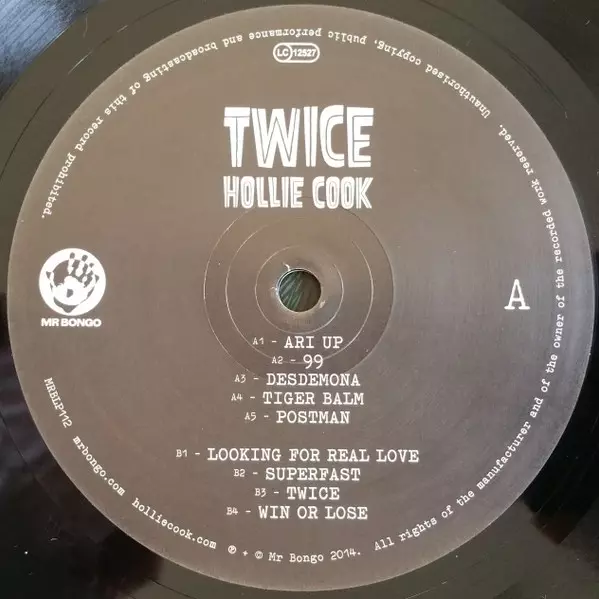 LC 12527
TWICE
HOLLIE COOK
MR BONGO
A
A1 - ARI UP
A2 - 99
A3 - DESDEMONA
A4 - TIGER BALM
A5 - POSTMAN
B1 - LOOKING FOR REAL LOVE
B2 - SUPERFAST
B3 - TWICE
B4 - WIN OR LOSE
MRBLP112 mrbongo.com holliecook.com ℗ + © Mr Bongo 2014. All rights of the manufacturer and of the owner of the recorded work reserved. Unauthorised copying, public performance and broadcasting of this record prohibited.